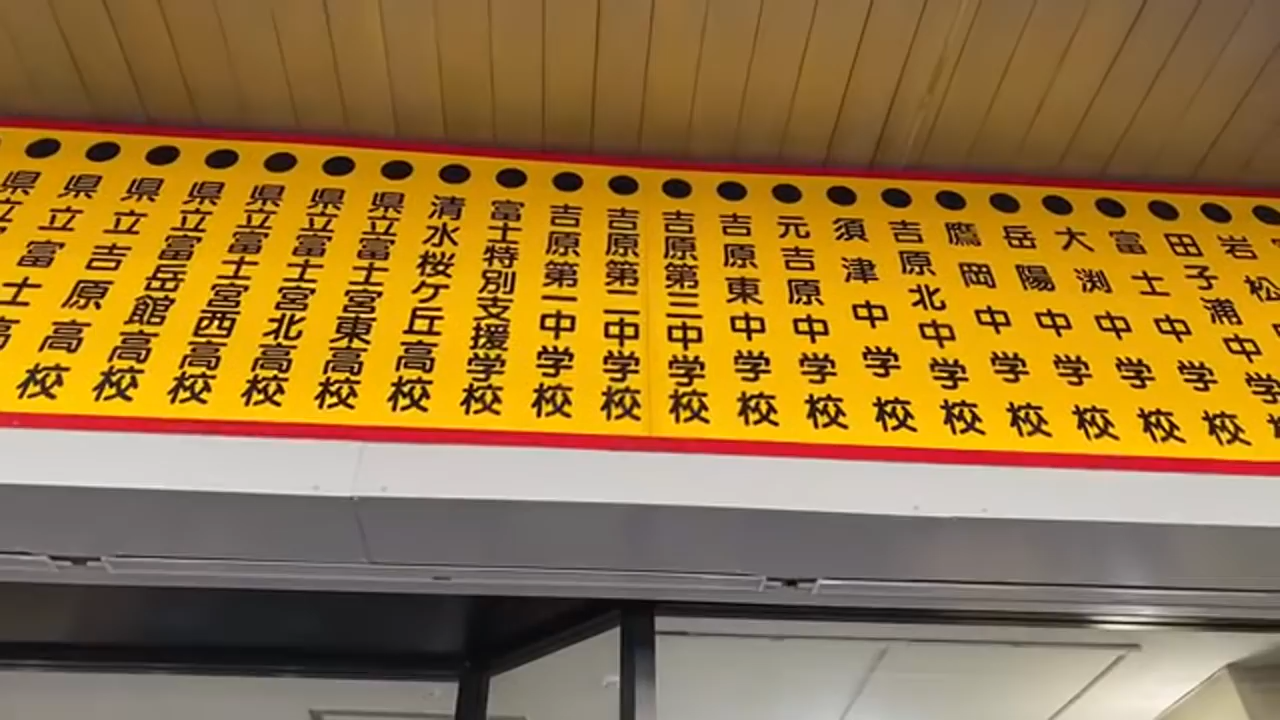 県立
県立富士高
県立吉原高校
県立富岳館高校
県立富士宮西高校
県立富士宮北高校
県立富士宮東高校
清水桜ケ丘高校
富士特別支援学校
吉原第一中学校
吉原第二中学校
吉原第三中学校
吉原東中学校
元吉原中学校
須津中学校
吉原北中学校
鷹岡中学校
岳陽中学校
大渕中学校
富士中学校
田子浦中学校
岩松